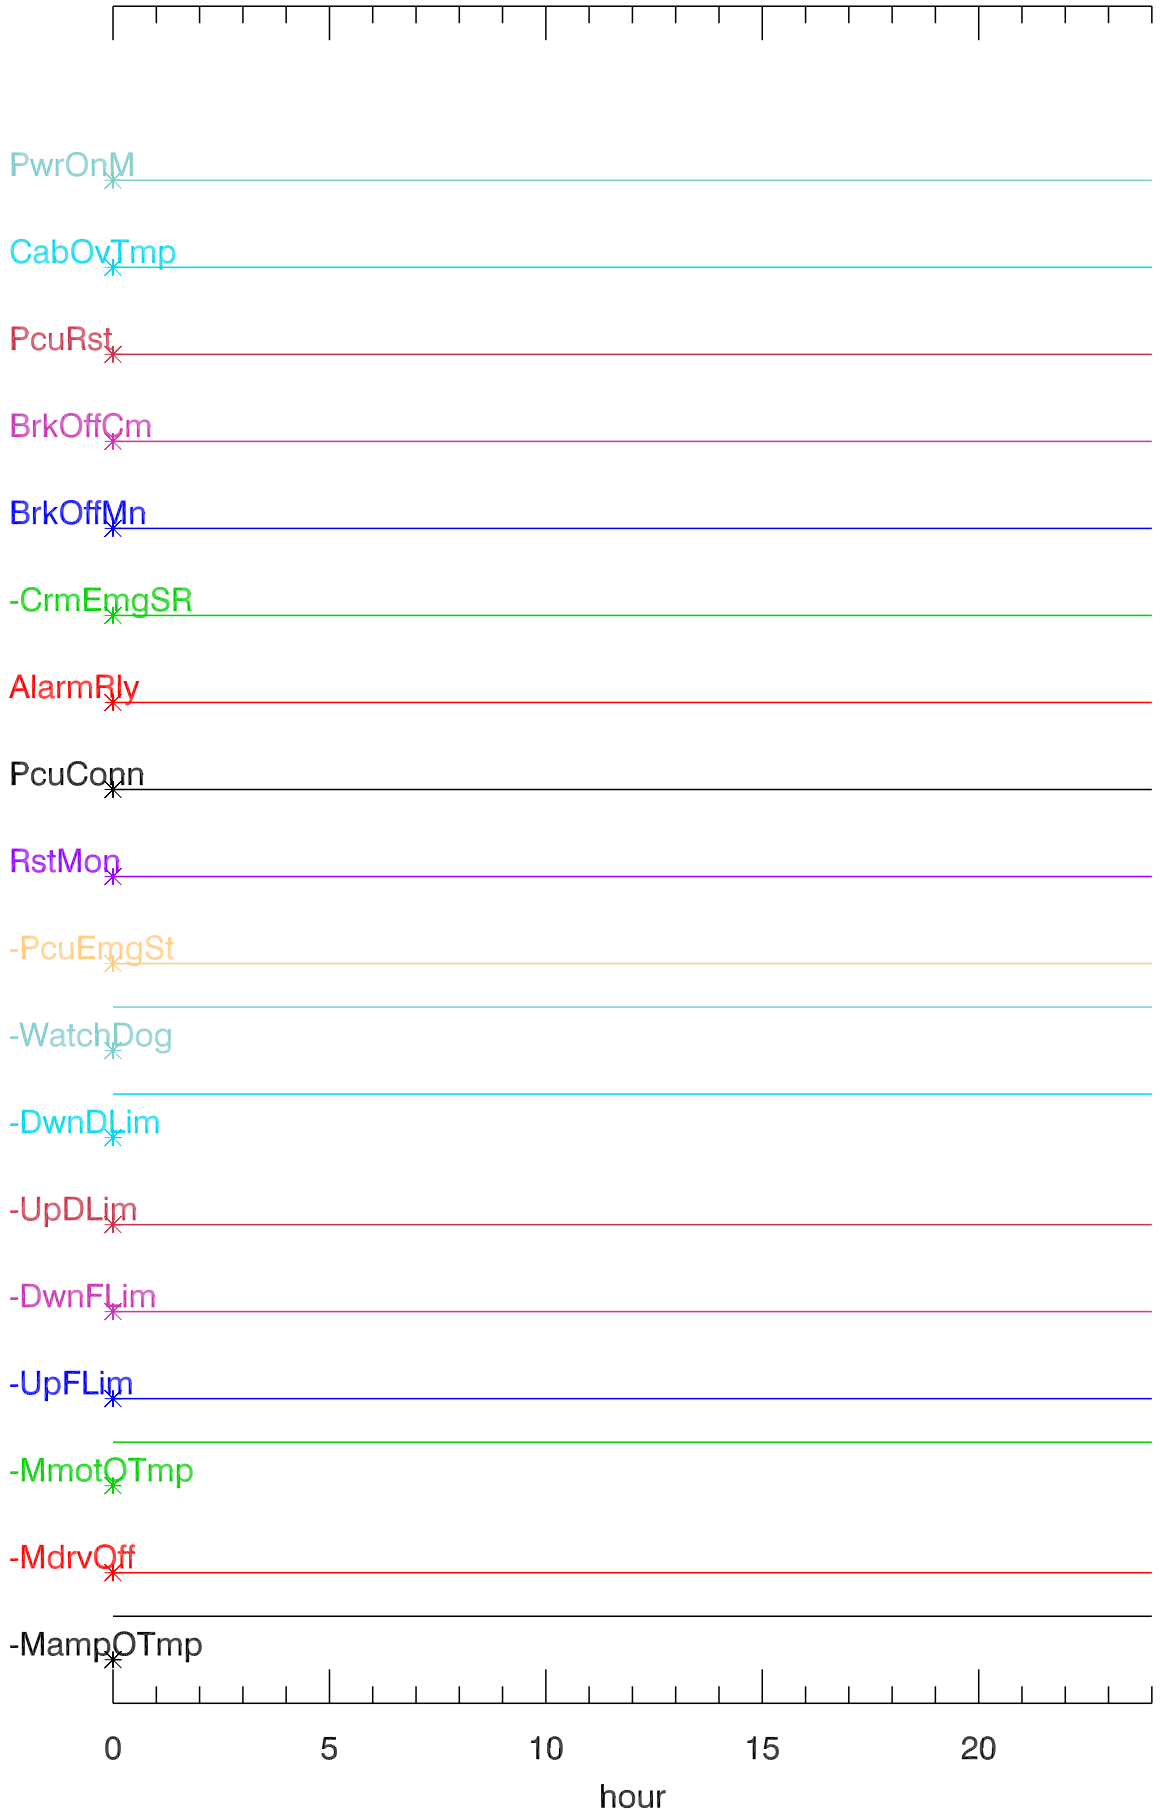 PwrOnM
CabOvTmp
PcuRst
BrkOffCm
BrkOffMn
-CrmEmgSR
AlarmRly
PcuConn
RstMon
-PcuEmgSt
-WatchDog
-DwnDLim
-UpDLim
-DwnFLim
-UpFLim
-MmotOTmp
-MdrvOff
-MampOTmp
0 5 10 15 20
hour